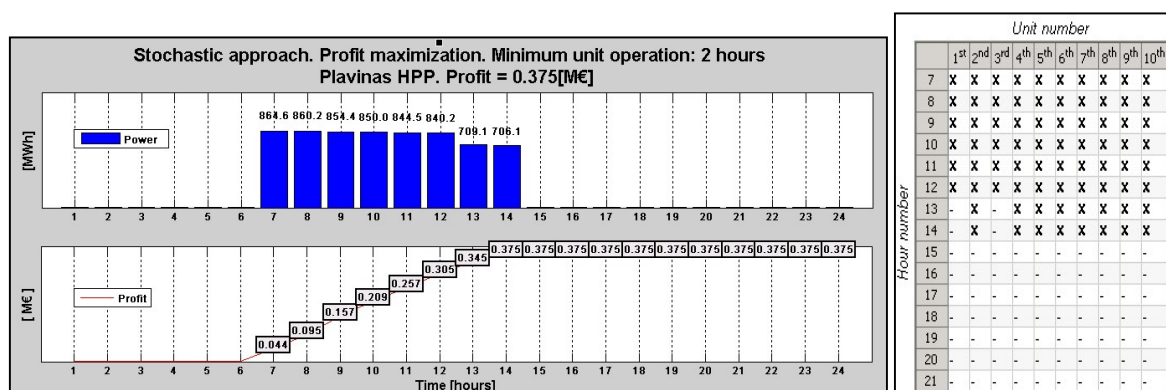 Stochastic approach. Profit maximization. Minimum unit operation: 2 hours
Plavinas HPP. Profit = 0.375[M€]
[MWh]
Power
864.6 860.2 854.4 850.0 844.5 840.2 709.1 706.1
1 2 3 4 5 6 7 8 9 10 11 12 13 14 15 16 17 18 19 20 21 22 23 24
[M€]
Profit
0.044 0.095 0.157 0.209 0.257 0.305 0.345 0.375 0.375 0.375 0.375 0.375 0.375 0.375 0.375 0.375 0.375 0.375
1 2 3 4 5 6 7 8 9 10 11 12 13 14 15 16 17 18 19 20 21 22 23 24
Time [hours]
Unit number
Hour number
1st 2nd 3rd 4th 5th 6th 7th 8th 9th 10th
7 X X X X X X X X X X
8 X X X X X X X X X X
9 X X X X X X X X X X
10 X X X X X X X X X X
11 X X X X X X X X X X
12 X X X X X X X X X X
13 - X - X X X X X X X
14 - X - X X X X X X X
15 - - - - - - - - - -
16 - - - - - - - - - -
17 - - - - - - - - - -
18 - - - - - - - - - -
19 - - - - - - - - - -
20 - - - - - - - - - -
21 - - - - - - - - - -